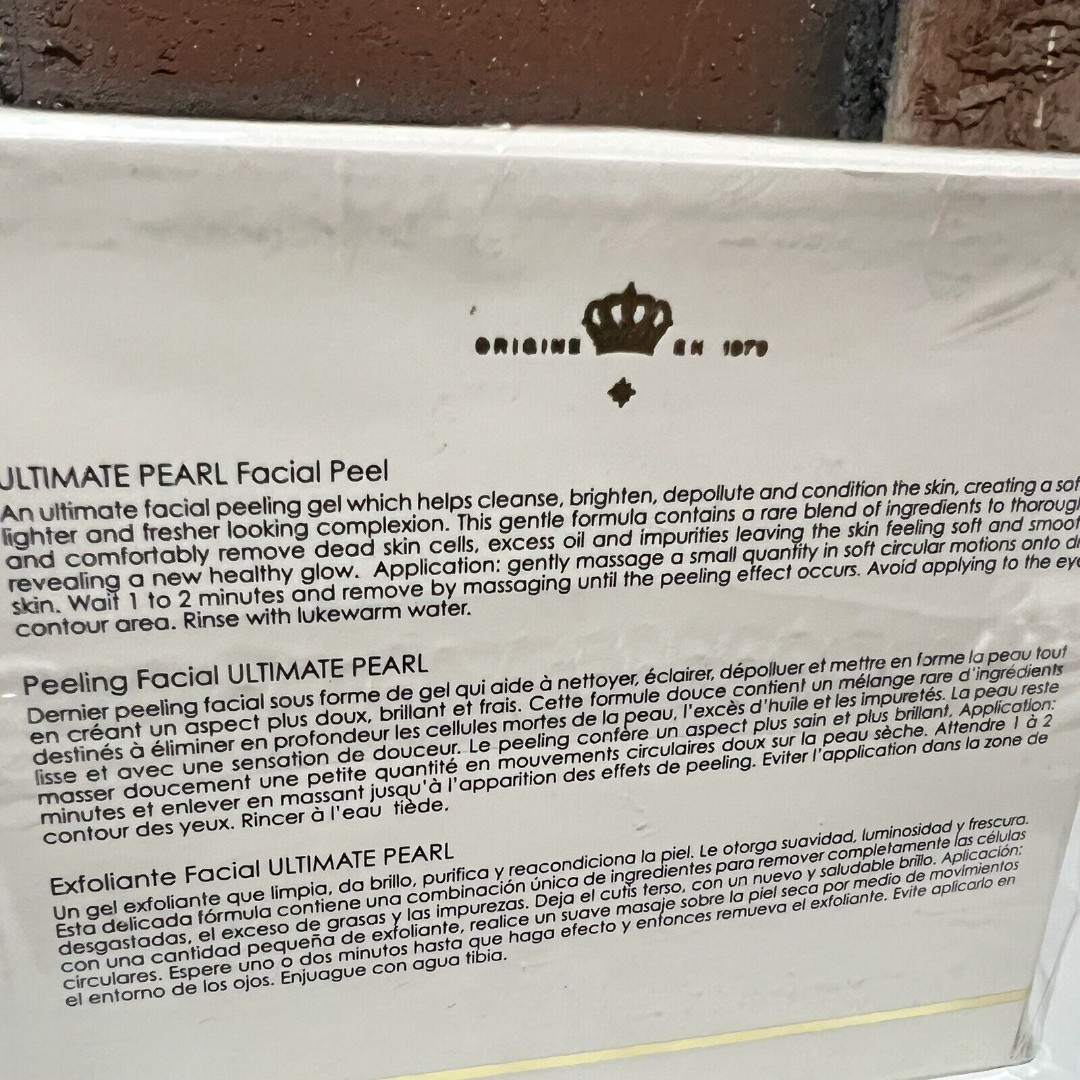 ORIGINE EN 1979
ULTIMATE PEARL Facial Peel
An ultimate facial peeling gel which helps cleanse, brighten, depollute and condition the skin, creating a sof
lighter and fresher looking complexion. This gentle formula contains a rare blend of ingredients to thorough
and comfortably remove dead skin cells, excess oil and impurities leaving the skin feeling soft and smoot
revealing a new healthy glow. Application: gently massage a small quantity in soft circular motions onto d
skin. Wait 1 to 2 minutes and remove by massaging until the peeling effect occurs. Avoid applying to the eye
contour area. Rinse with lukewarm water.
Peeling Facial ULTIMATE PEARL
Dernier peeling facial sous forme de gel qui aide à nettoyer, éclairer, dépolluer et mettre en forme la peau tout
en créant un aspect plus doux, brillant et frais. Cette formule douce contient un mélange rare d'ingrédients
destinés à éliminer en profondeur les cellules mortes de la peau, l'excès d'huile et les impuretés. La peau reste
lisse et avec une sensation de douceur. Le peeling confère un aspect plus sain et plus brillant. Application:
masser doucement une petite quantité en mouvements circulaires doux sur la peau sèche. Attendre 1 à 2
minutes et enlever en massant jusqu'à l'apparition des effets de peeling. Eviter l'application dans la zone de
contour des yeux. Rincer à l'eau tiède.
Exfoliante Facial ULTIMATE PEARL
Un gel exfoliante que limpia, da brillo, purifica y reacondiciona la piel. Le otorga suavidad, luminosidad y frescura.
Esta delicada fórmula contiene una combinación única de ingredientes para remover completamente las células
desgastadas, el exceso de grasas y las impurezas. Deja el cutis terso, con un nuevo y saludable brillo. Aplicación:
con una cantidad pequeña de exfoliante, realice un suave masaje sobre la piel seca por medio de movimientos
circulares. Espere uno o dos minutos hasta que haga efecto y entonces remueva el exfoliante. Evite aplicarlo en
el entorno de los ojos. Enjuague con agua tibia.